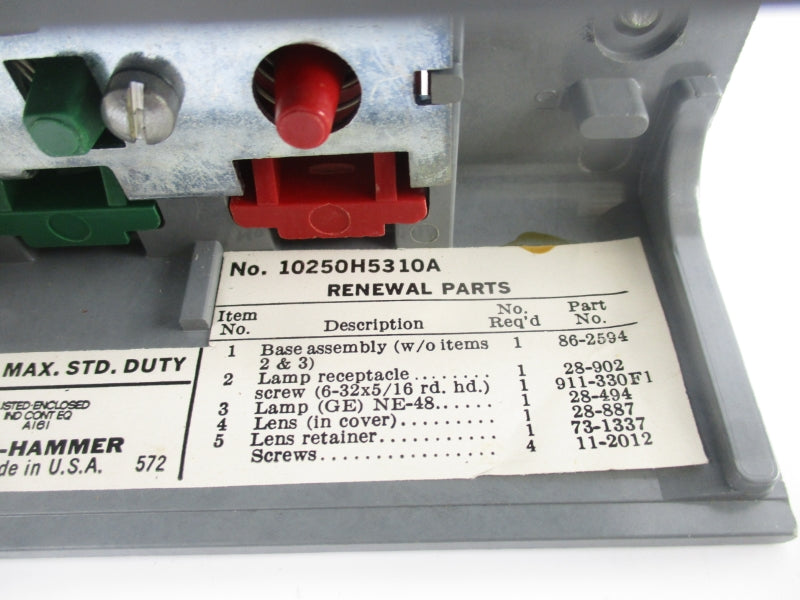 No. 10250H5310A
RENEWAL PARTS
Item No. Description No. Req'd Part No.
1 Base assembly (w/o items 2 & 3) 1 86-2594
2 Lamp receptacle........ 1 28-902
screw (6-32x5/16 rd. hd.) 1 911-330F1
3 Lamp (GE) NE-48...... 1 28-494
4 Lens (in cover)......... 1 28-887
5 Lens retainer............ 1 73-1337
Screws.................. 4 11-2012
MAX. STD. DUTY
IND CONT EQ
A161
-HAMMER
de in U.S.A. 572